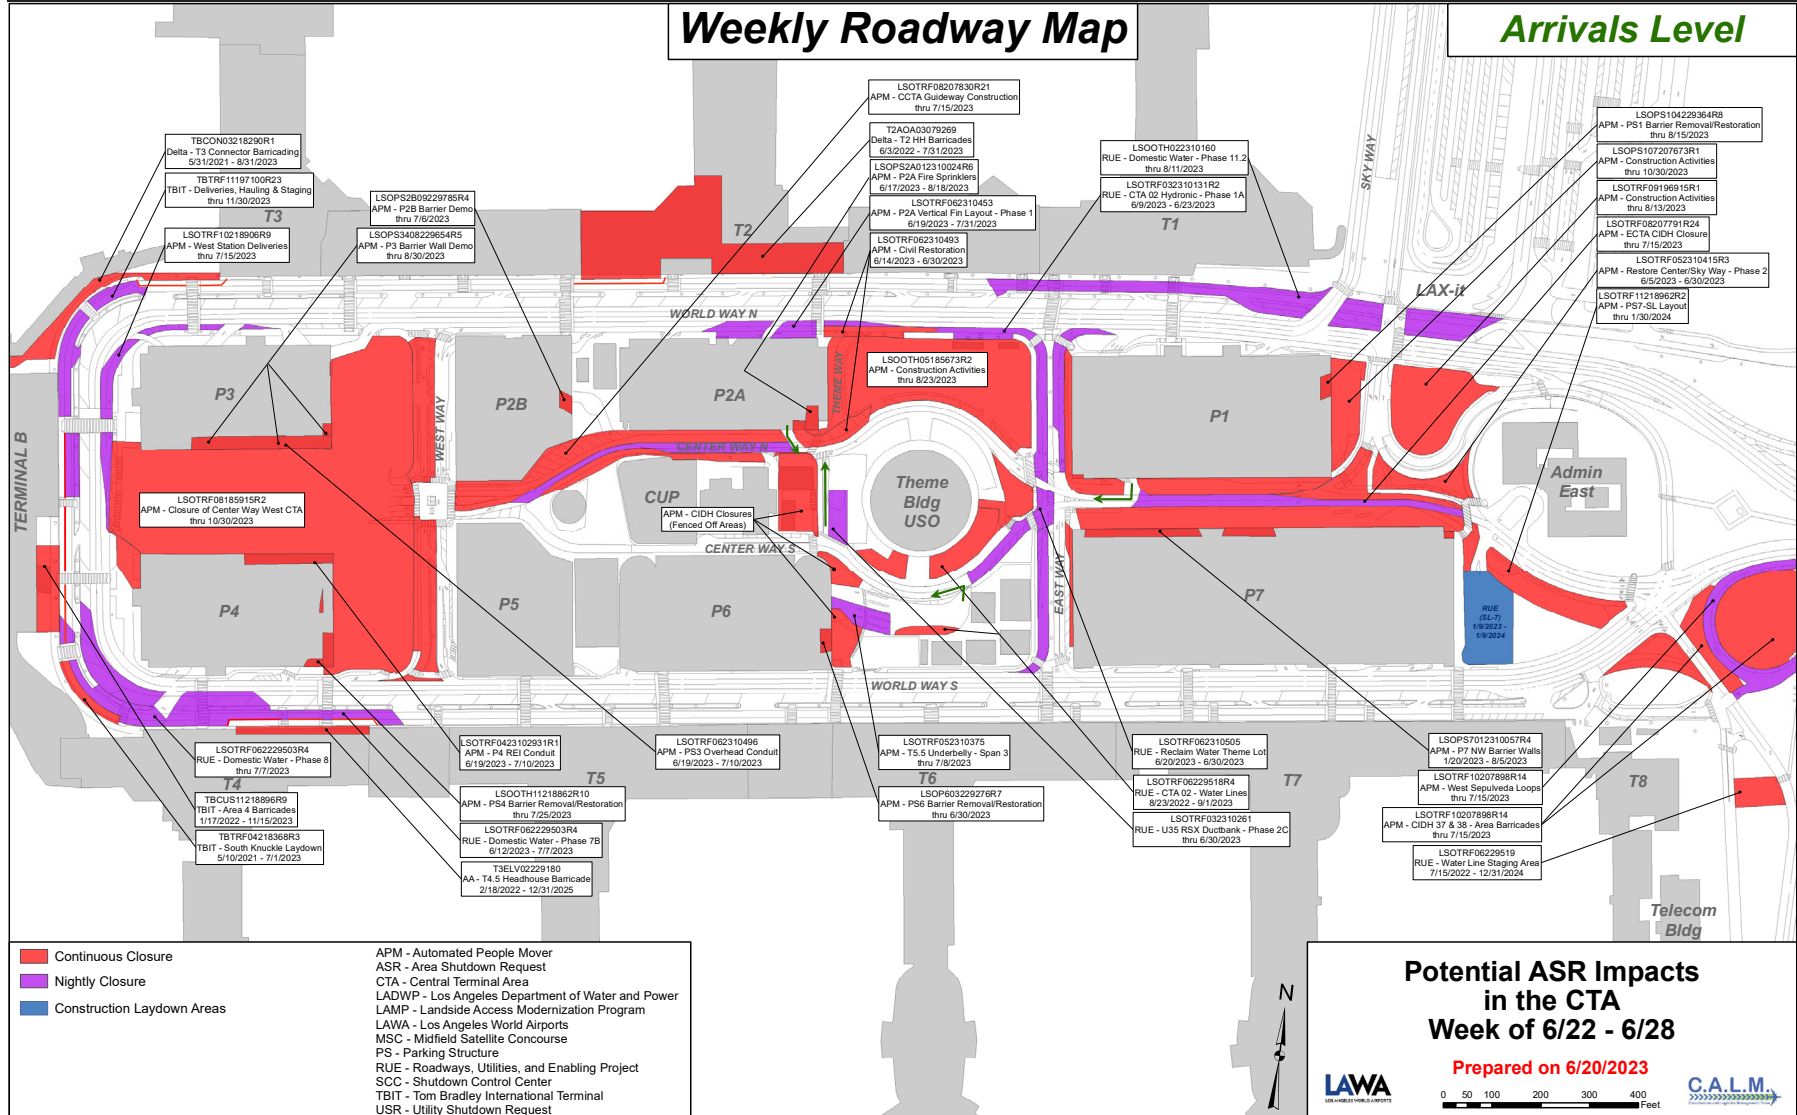 Weekly Roadway Map
Arrivals Level
LSOTRF08207830R21
APM - CCTA Guideway Construction
thru 7/15/2023
T2AOA03079269
Delta - T2 HH Barricades
6/3/2022 - 7/31/2023
LSOPS2A012310024R6
APM - P2A Fire Sprinklers
6/17/2023 - 8/18/2023
LSOTRF062310453
APM - P2A Vertical Fin Layout - Phase 1
6/19/2023 - 7/31/2023
LSOTRF062310493
APM - Civil Restoration
6/14/2023 - 6/30/2023
TBCON03218290R1
Delta - T3 Connector Barricading
5/31/2021 - 8/31/2023
TBTRF11197100R23
TBIT - Deliveries, Hauling & Staging
thru 11/30/2023
LSOTRF10218906R9
APM - West Station Deliveries
thru 7/15/2023
LSOPS2B09229785R4
APM - P2B Barrier Demo
thru 7/6/2023
LSOPS3408229654R5
APM - P3 Barrier Wall Demo
thru 8/30/2023
LSOOTH022310160
RUE - Domestic Water - Phase 11.2
thru 8/11/2023
LSOTRF032310131R2
RUE - CTA 02 Hydronic - Phase 1A
6/9/2023 - 6/23/2023
LSOPS104229364R8
APM - PS1 Barrier Removal/Restoration
thru 8/15/2023
LSOPS107207673R1
APM - Construction Activities
thru 10/30/2023
LSOTRF09196915R1
APM - Construction Activities
thru 8/13/2023
LSOTRF08207791R24
APM - ECTA CIDH Closure
thru 7/15/2023
LSOTRF052310415R3
APM - Restore Center/Sky Way - Phase 2
6/5/2023 - 6/30/2023
LSOTRF11218962R2
APM - PS7-SL Layout
thru 1/30/2024
T3
T2
T1
SKY WAY
LAX-it
WORLD WAY N
LSOOTH05185673R2
APM - Construction Activities
thru 8/23/2023
P3
P2B
P2A
THEME WAY
P1
WEST WAY
CENTER WAY N
TERMINAL B
CUP
Theme
Bldg
USO
Admin
East
LSOTRF08185915R2
APM - Closure of Center Way West CTA
thru 10/30/2023
APM - CIDH Closures
(Fenced Off Areas)
CENTER WAY S
EAST WAY
P4
P5
P6
P7
RUE
(SL-7)
1/9/2023 -
1/9/2024
WORLD WAY S
LSOTRF062229503R4
RUE - Domestic Water - Phase 8
thru 7/7/2023
T4
TBCUS11218896R9
TBIT - Area 4 Barricades
1/17/2022 - 11/15/2023
TBTRF04218368R3
TBIT - South Knuckle Laydown
5/10/2021 - 7/1/2023
LSOTRF0423102931R1
APM - P4 REI Conduit
6/19/2023 - 7/10/2023
T5
LSOOTH11218862R10
APM - PS4 Barrier Removal/Restoration
thru 7/25/2023
LSOTRF062229503R4
RUE - Domestic Water - Phase 7B
6/12/2023 - 7/7/2023
T3ELV02229180
AA - T4.5 Headhouse Barricade
2/18/2022 - 12/31/2025
LSOTRF062310496
APM - PS3 Overhead Conduit
6/19/2023 - 7/10/2023
LSOTRF052310375
APM - T5.5 Underbelly - Span 3
thru 7/8/2023
T6
LSOP603229276R7
APM - PS6 Barrier Removal/Restoration
thru 6/30/2023
LSOTRF062310505
RUE - Reclaim Water Theme Lot
6/20/2023 - 6/30/2023
LSOTRF06229518R4
RUE - CTA 02 - Water Lines
8/23/2022 - 9/1/2023
LSOTRF032310261
RUE - U35 RSX Ductbank - Phase 2C
thru 6/30/2023
T7
LSOPS7012310057R4
APM - P7 NW Barrier Walls
1/20/2023 - 8/5/2023
LSOTRF10207898R14
APM - West Sepulveda Loops
thru 7/15/2023
LSOTRF10207898R14
APM - CIDH 37 & 38 - Area Barricades
thru 7/15/2023
LSOTRF06229519
RUE - Water Line Staging Area
7/15/2022 - 12/31/2024
T8
Telecom
Bldg
Continuous Closure
Nightly Closure
Construction Laydown Areas
APM - Automated People Mover
ASR - Area Shutdown Request
CTA - Central Terminal Area
LADWP - Los Angeles Department of Water and Power
LAMP - Landside Access Modernization Program
LAWA - Los Angeles World Airports
MSC - Midfield Satellite Concourse
PS - Parking Structure
RUE - Roadways, Utilities, and Enabling Project
SCC - Shutdown Control Center
TBIT - Tom Bradley International Terminal
USR - Utility Shutdown Request
N
Potential ASR Impacts
in the CTA
Week of 6/22 - 6/28
Prepared on 6/20/2023
LAWA
LOS ANGELES WORLD AIRPORTS
0 50 100 200 300 400
Feet
C.A.L.M.